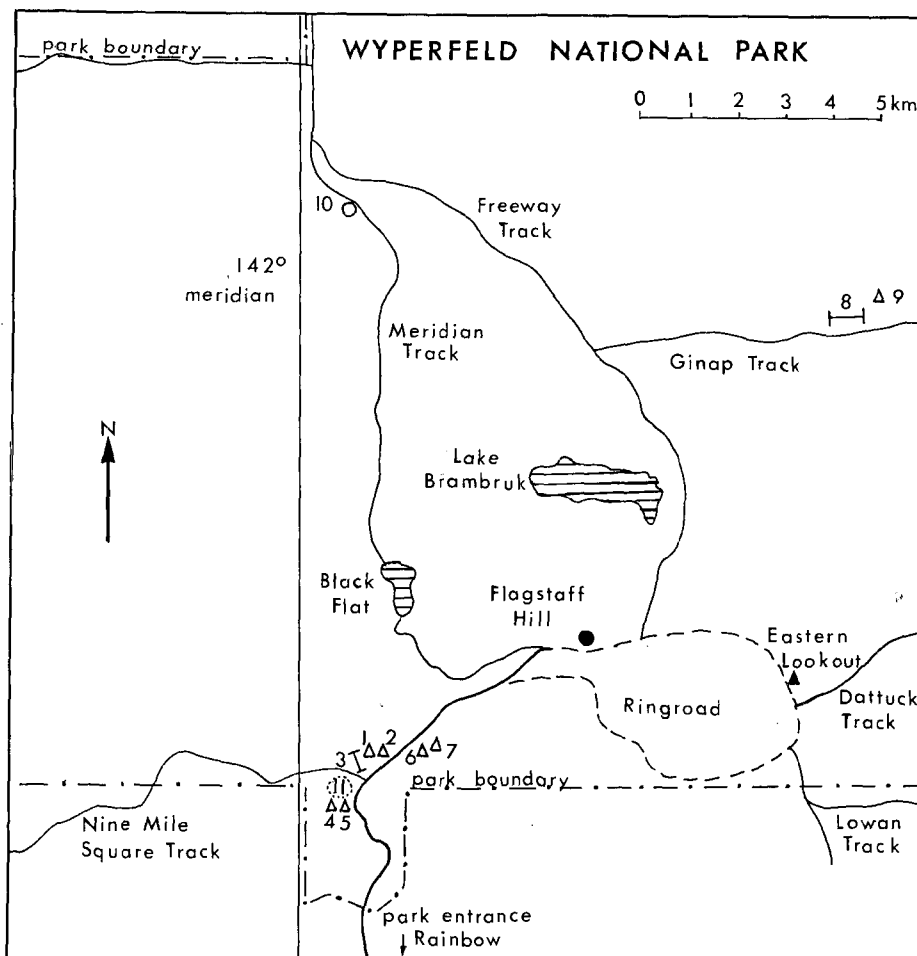 WYPERFELD NATIONAL PARK
park boundary
0 1 2 3 4 5km
10
Freeway
Track
142°
meridian
8 9
Meridian
Track
Ginap Track
N
Lake
Brambruk
Black
Flat
Flagstaff
Hill
Eastern
Lookout
Dattuck
Track
Ringroad
1 2
3
6 7
park boundary
11
4 5
Nine Mile
Square Track
Lowan
Track
park entrance
Rainbow